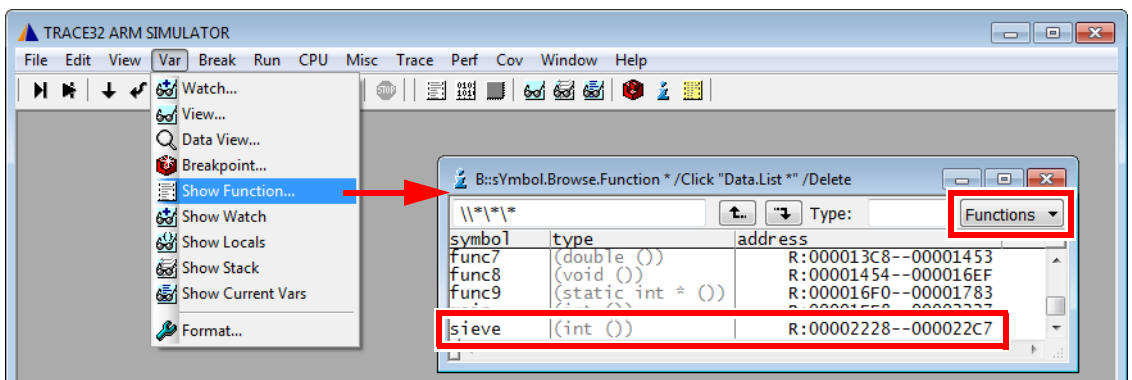 TRACE32 ARM SIMULATOR
File Edit View Var Break Run CPU Misc Trace Perf Cov Window Help
STOP
Watch...
View...
Data View...
Breakpoint...
Show Function...
Show Watch
Show Locals
Show Stack
Show Current Vars
Format...
B::sYmbol.Browse.Function * /Click "Data.List *" /Delete
\\*\*\* Type: Functions
symbol type address
func7 (double ()) R:000013C8--00001453
func8 (void ()) R:00001454--000016EF
func9 (static int * ()) R:000016F0--00001783
sieve (int ()) R:00002228--000022C7